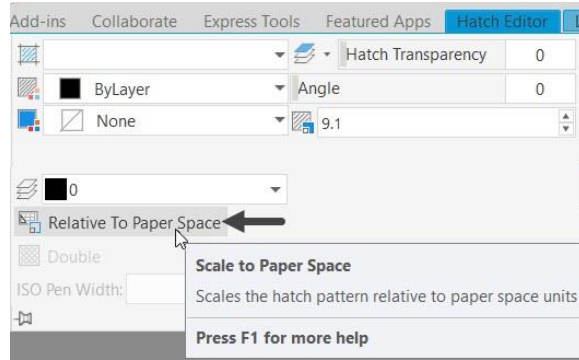 Add-ins Collaborate Express Tools Featured Apps Hatch Editor
Hatch Transparency 0
ByLayer Angle 0
None 9.1
0
Relative To Paper Space
Double
ISO Pen Width:
Scale to Paper Space
Scales the hatch pattern relative to paper space units
Press F1 for more help